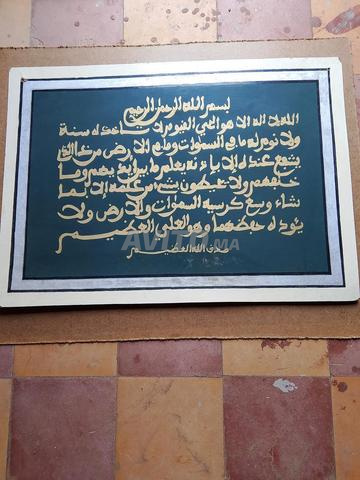 بسم الله الرحمن الرحيم
الله لا اله الا هو الحي القيوم لا تاخذه سنة
ولا نوم له ما في السموات وما في الارض من ذا الذي
يشفع عنده الا باذنه يعلم ما بين ايديهم وما
خلفهم ولا يحيطون بشيء من علمه الا بما
شاء وسع كرسيه السموات والارض ولا
يؤده حفظهما وهو العلي العظيم
صدق الله العظيم
AVITO.MA